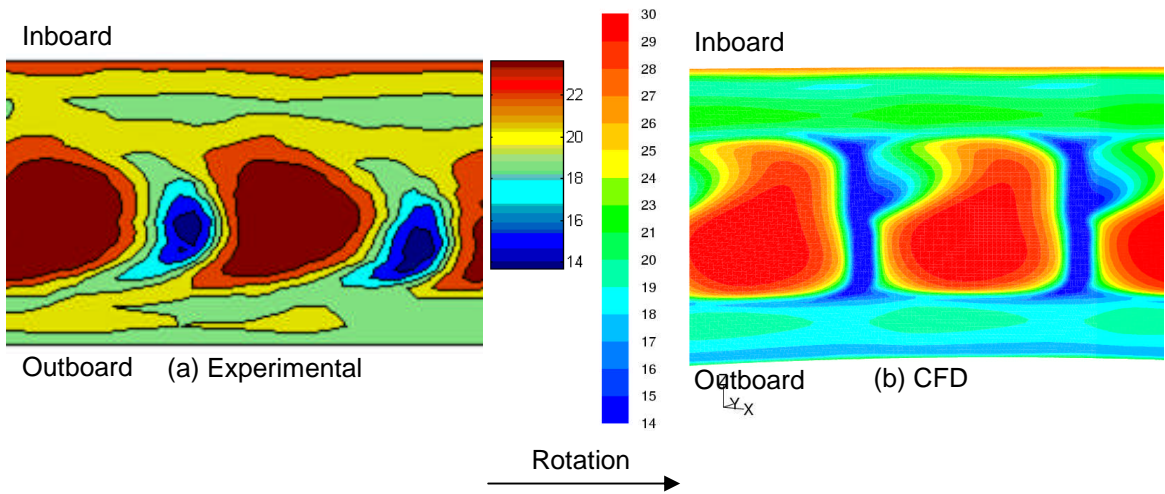 Inboard
22
20
18
16
14
Outboard
(a) Experimental
30
29
28
27
26
25
24
23
22
21
20
19
18
17
16
15
14
Inboard
Outboard
Z
Y
X
(b) CFD
Rotation